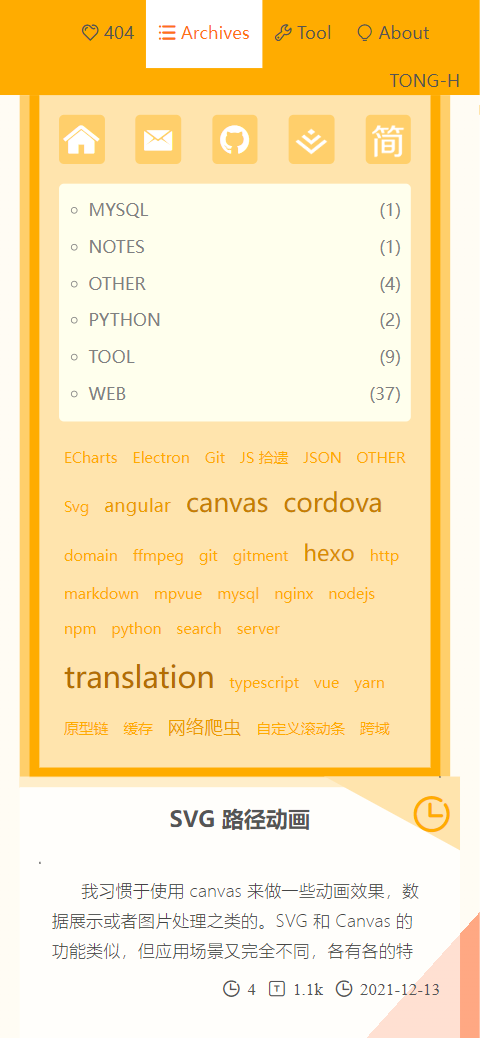 404 Archives Tool About
TONG-H
简
MYSQL (1)
NOTES (1)
OTHER (4)
PYTHON (2)
TOOL (9)
WEB (37)
ECharts Electron Git JS 拾遗 JSON OTHER
Svg angular canvas cordova
domain ffmpeg git gitment hexo http
markdown mpvue mysql nginx nodejs
npm python search server
translation typescript vue yarn
原型链 缓存 网络爬虫 自定义滚动条 跨域
SVG 路径动画
.
我习惯于使用 canvas 来做一些动画效果，数
据展示或者图片处理之类的。SVG 和 Canvas 的
功能类似，但应用场景又完全不同，各有各的特
4 T 1.1k 2021-12-13